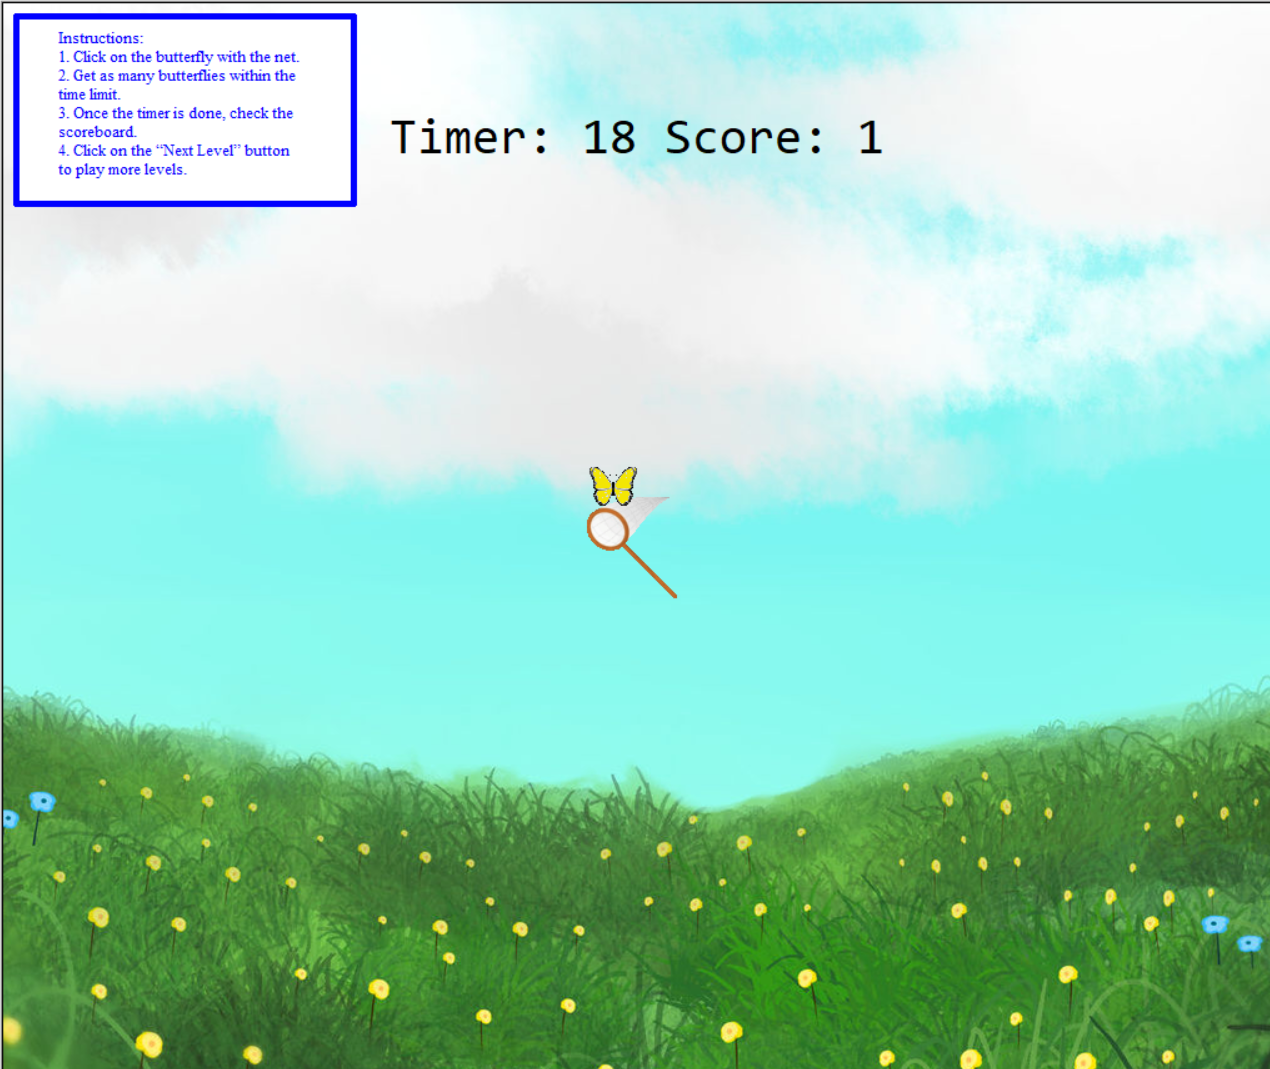 Instructions:
1. Click on the butterfly with the net.
2. Get as many butterflies within the
time limit.
3. Once the timer is done, check the
scoreboard.
4. Click on the “Next Level” button
to play more levels.
Timer: 18 Score: 1